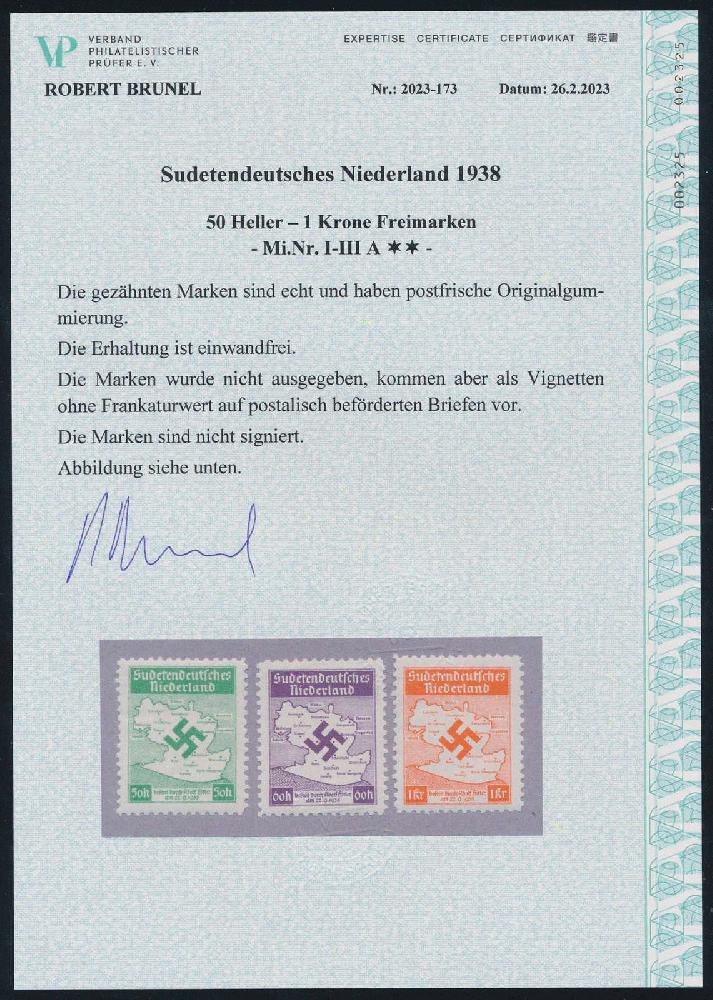 VP
VERBAND
PHILATELISTISCHER
PRÜFER E. V.
EXPERTISE CERTIFICATE СЕРТИФИКАТ 鑑定書
ROBERT BRUNEL
Nr.: 2023-173 Datum: 26.2.2023
002325
002325
Sudetendeutsches Niederland 1938
50 Heller – 1 Krone Freimarken
- Mi.Nr. I-III A ✶✶ -
Die gezähnten Marken sind echt und haben postfrische Originalgum-
mierung.
Die Erhaltung ist einwandfrei.
Die Marken wurde nicht ausgegeben, kommen aber als Vignetten
ohne Frankaturwert auf postalisch beförderten Briefen vor.
Die Marken sind nicht signiert.
Abbildung siehe unten.
Sudetendeutsches
Niederland
50h 50h
Sudetendeutsches
Niederland
60h 60h
Sudetendeutsches
Niederland
1Kr 1Kr